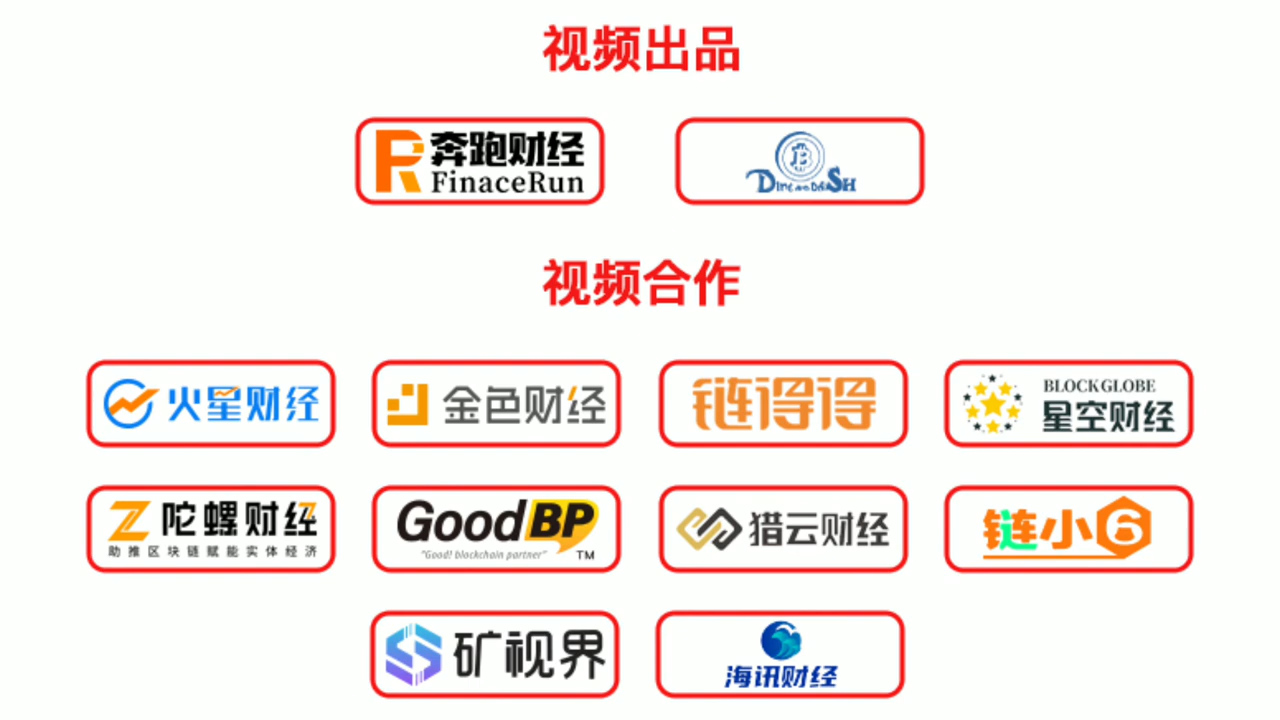 视频出品
奔跑财经
FinaceRun
视频合作
火星财经
金色财经
链得得
BLOCKGLOBE
星空财经
陀螺财经
助推区块链赋能实体经济
GoodBP
"Good! blockchain partner"
TM
猎云财经
链小6
矿视界
海讯财经